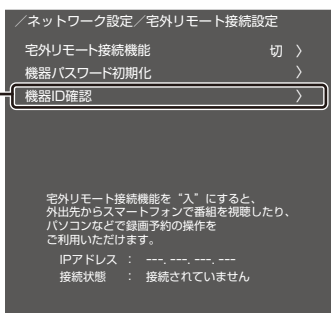 /ネットワーク設定/宅外リモート接続設定
宅外リモート接続機能 切 〉
機器パスワード初期化 〉
機器ID確認 〉
宅外リモート接続機能を“入”にすると、
外出先からスマートフォンで番組を視聴したり、
パソコンなどで録画予約の操作を
ご利用いただけます。
IPアドレス : ---. ---. ---. ---
接続状態 : 接続されていません